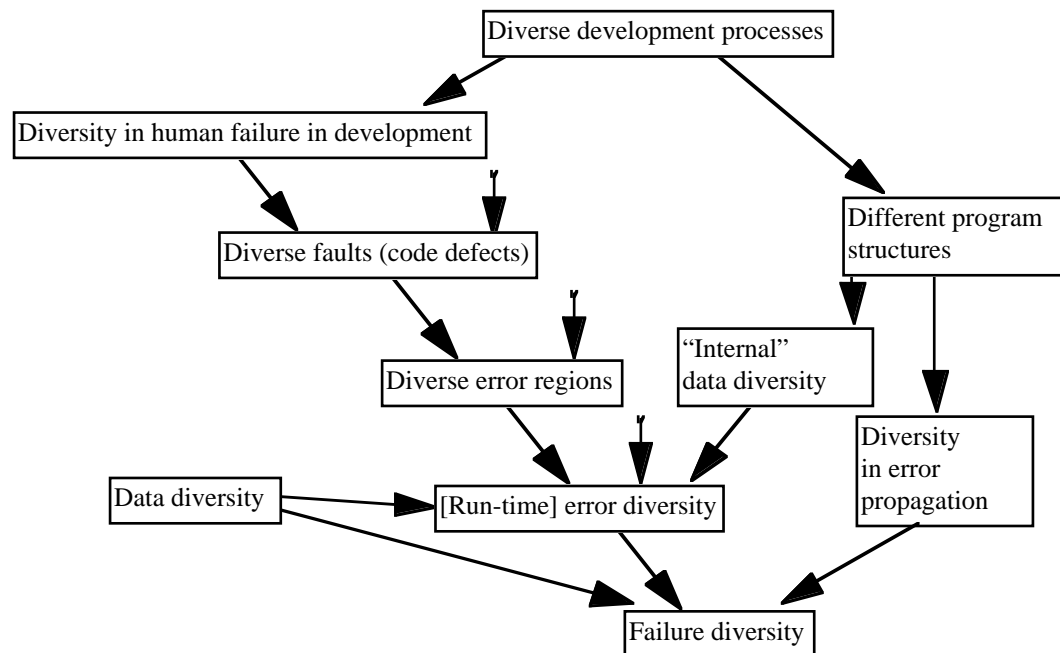 Diverse development processes
Diversity in human failure in development
Different program
structures
Diverse faults (code defects)
“Internal”
data diversity
Diverse error regions
Diversity
in error
propagation
Data diversity
[Run-time] error diversity
Failure diversity